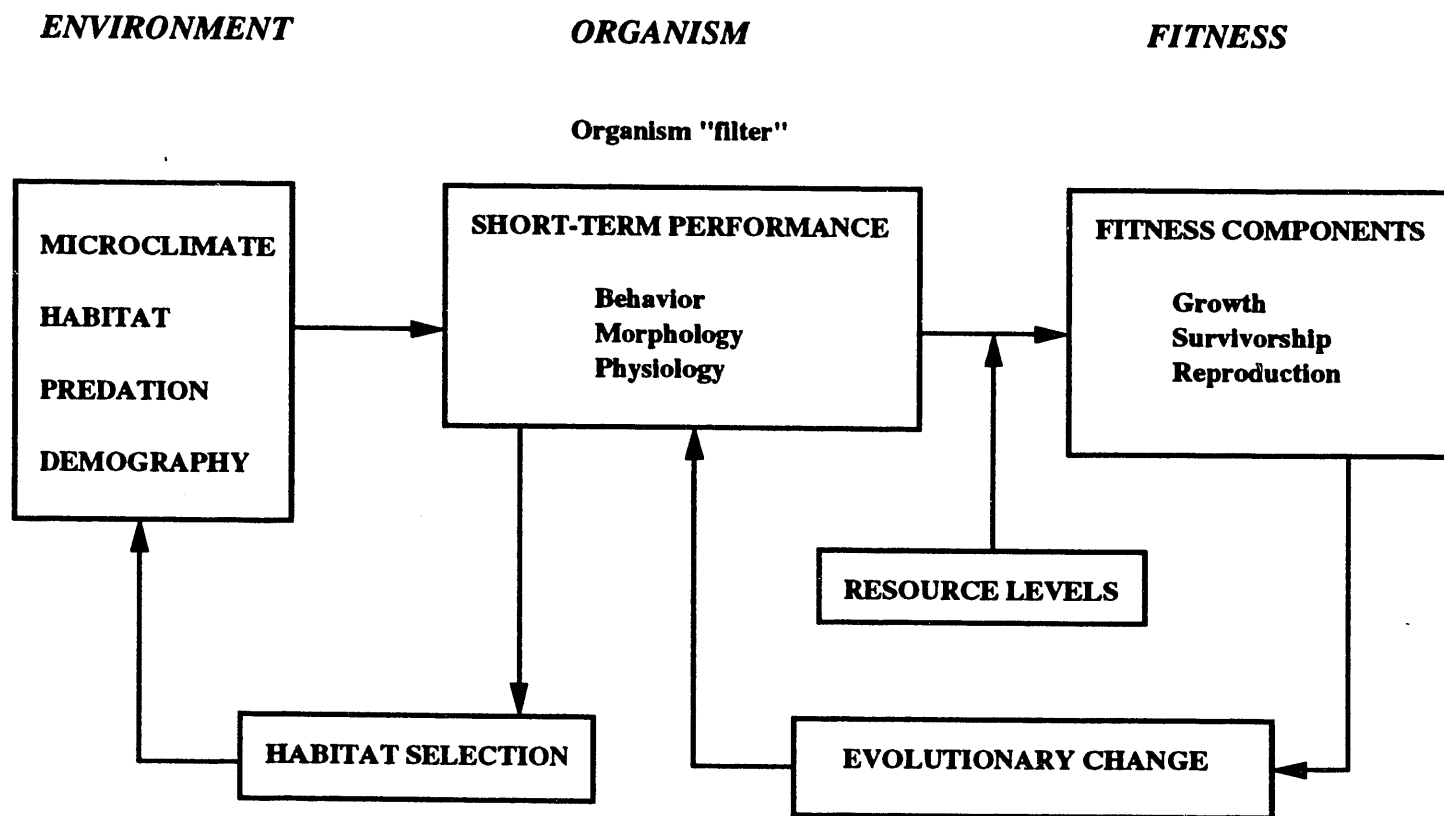 ENVIRONMENT
ORGANISM
FITNESS
Organism "filter"
MICROCLIMATE
HABITAT
PREDATION
DEMOGRAPHY
SHORT-TERM PERFORMANCE
Behavior
Morphology
Physiology
FITNESS COMPONENTS
Growth
Survivorship
Reproduction
RESOURCE LEVELS
HABITAT SELECTION
EVOLUTIONARY CHANGE